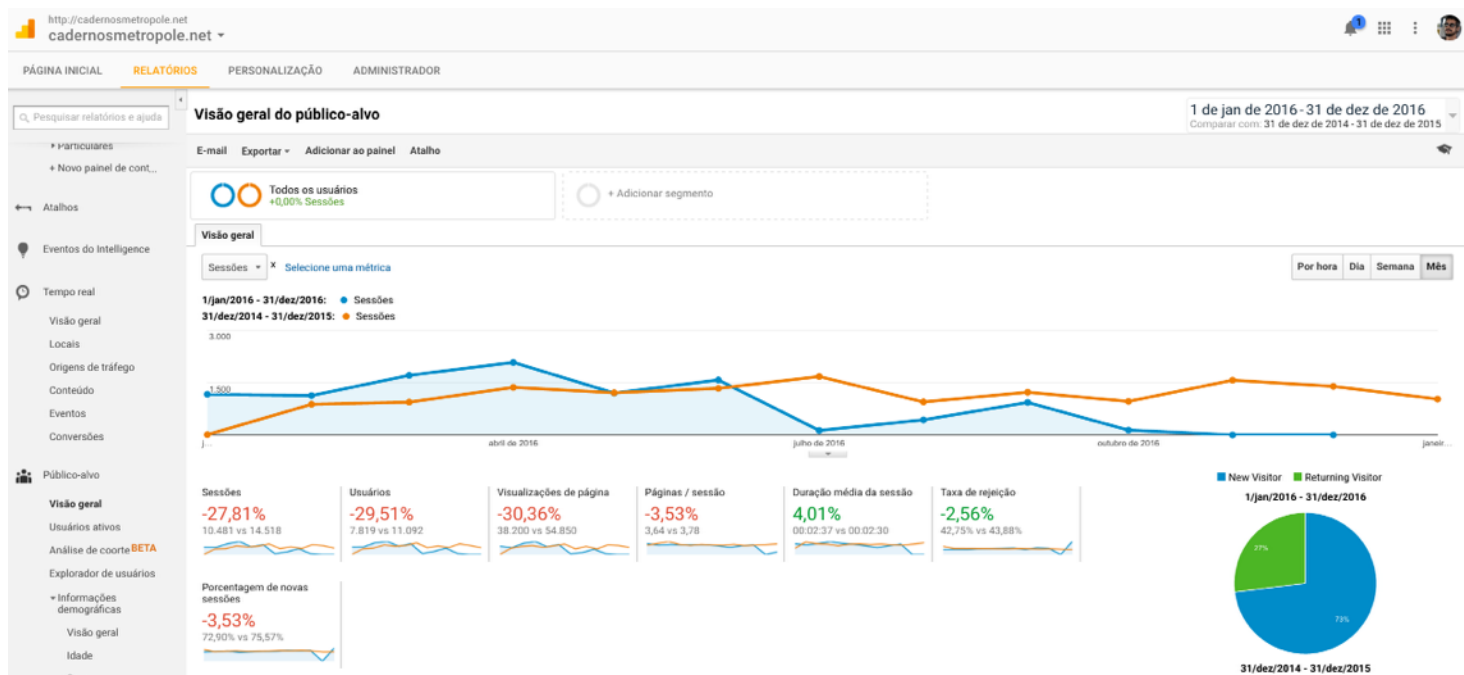 http://cadernosmetropole.net
cadernosmetropole.net
1
PÁGINA INICIAL RELATÓRIOS PERSONALIZAÇÃO ADMINISTRADOR
Pesquisar relatórios e ajuda
Particulares
+ Novo painel de cont...
Atalhos
Eventos do Intelligence
Tempo real
Visão geral
Locais
Origens de tráfego
Conteúdo
Eventos
Conversões
Público-alvo
Visão geral
Usuários ativos
Análise de coorte BETA
Explorador de usuários
Informações
demográficas
Visão geral
Idade
Visão geral do público-alvo
1 de jan de 2016 - 31 de dez de 2016
Comparar com: 31 de dez de 2014 - 31 de dez de 2015
E-mail Exportar Adicionar ao painel Atalho
Todos os usuários
+0,00% Sessões
+ Adicionar segmento
Visão geral
Sessões x Selecione uma métrica
Por hora Dia Semana Mês
1/jan/2016 - 31/dez/2016: Sessões
31/dez/2014 - 31/dez/2015: Sessões
3.000
1.500
j... abril de 2016 julho de 2016 outubro de 2016 janeir...
Sessões
-27,81%
10.481 vs 14.518
Usuários
-29,51%
7.819 vs 11.092
Visualizações de página
-30,36%
38.200 vs 54.850
Páginas / sessão
-3,53%
3,64 vs 3,78
Duração média da sessão
4,01%
00:02:37 vs 00:02:30
Taxa de rejeição
-2,56%
42,75% vs 43,88%
Porcentagem de novas
sessões
-3,53%
72,90% vs 75,57%
New Visitor Returning Visitor
1/jan/2016 - 31/dez/2016
27%
73%
31/dez/2014 - 31/dez/2015